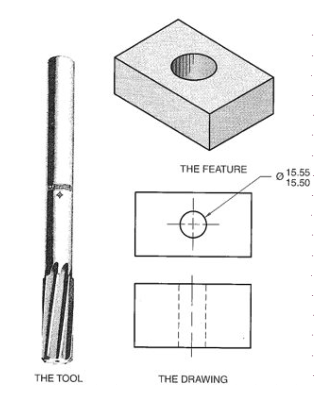 THE FEATURE
Ø 15.55
15.50
THE TOOL
THE DRAWING